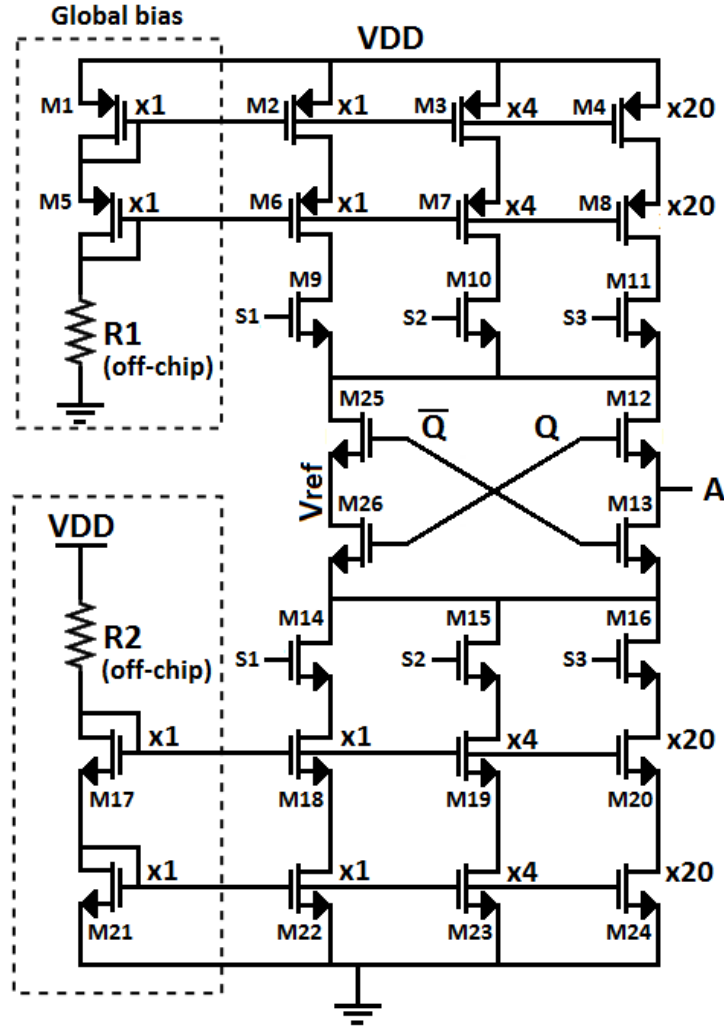 Global bias
VDD
M1 x1 M2 x1 M3 x4 M4 x20
M5 x1 M6 x1 M7 x4 M8 x20
M9 M10 M11
S1 S2 S3
R1
(off-chip)
M25 Q̅ Q M12
Vref A
M26 M13
VDD
R2
(off-chip)
M14 M15 M16
S1 S2 S3
x1 x1 x4 x20
M17 M18 M19 M20
x1 x1 x4 x20
M21 M22 M23 M24